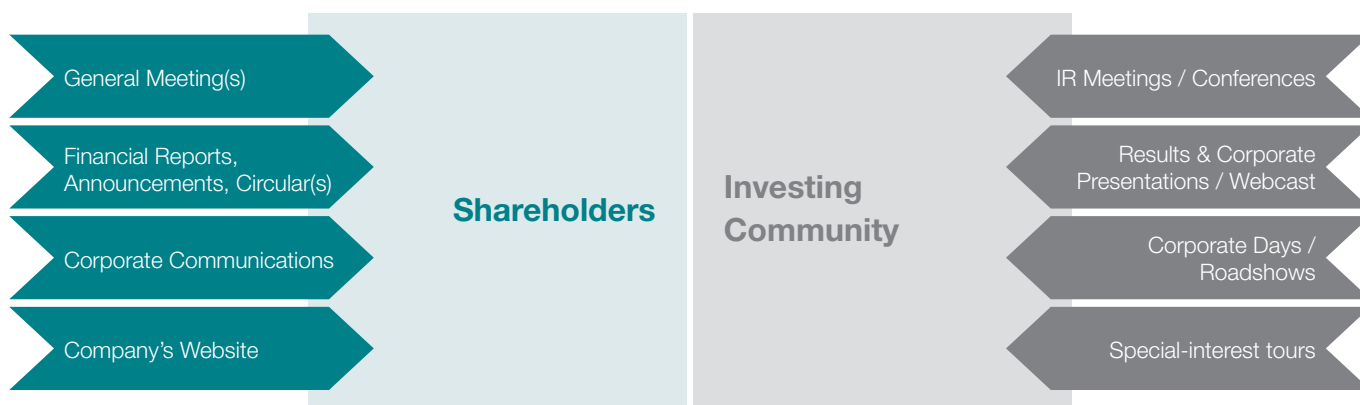 General Meeting(s)
Financial Reports,
Announcements, Circular(s)
Corporate Communications
Company’s Website
Shareholders
Investing
Community
IR Meetings / Conferences
Results & Corporate
Presentations / Webcast
Corporate Days /
Roadshows
Special-interest tours